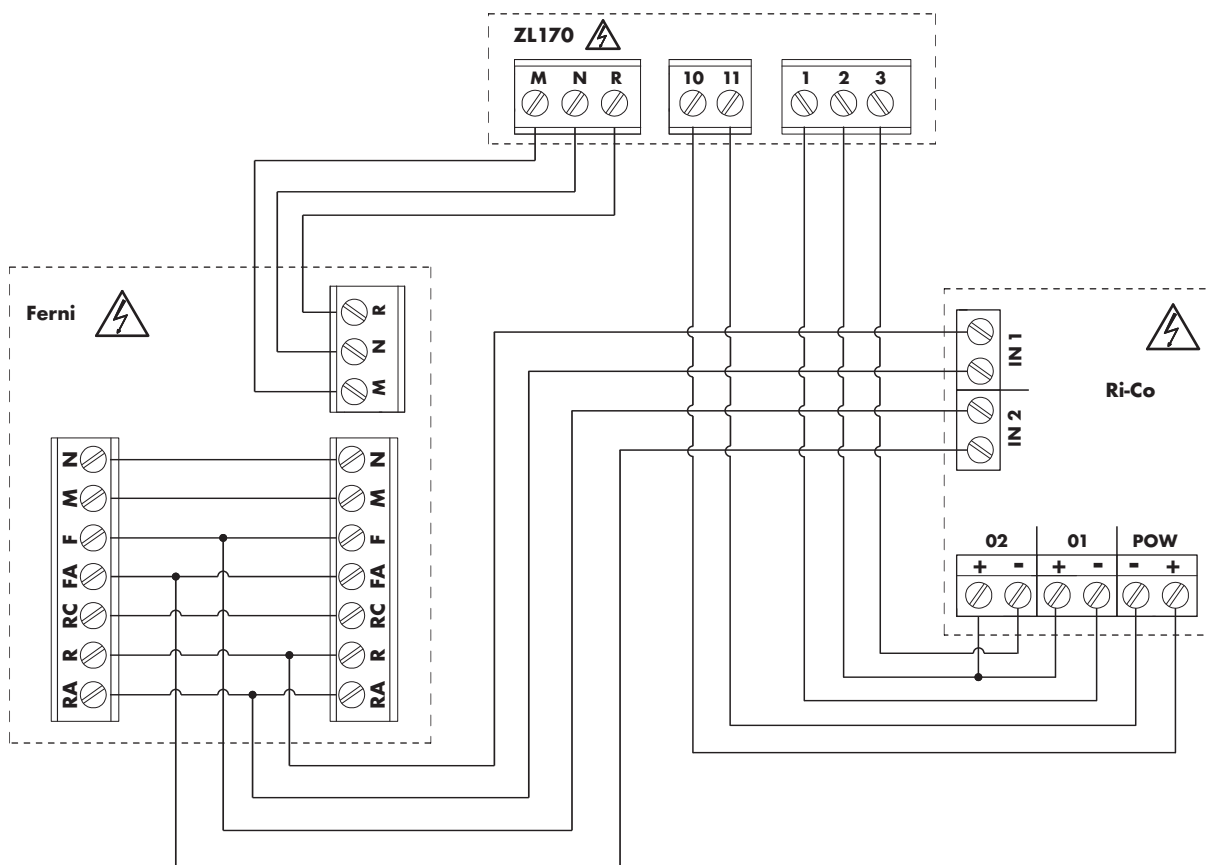 ZL170
M N R
10 11
1 2 3
Ferni
R
N
M
N
M
F
FA
RC
R
RA
N
M
F
FA
RC
R
RA
IN 1
IN 2
Ri-Co
02 01 POW
+ - + - - +